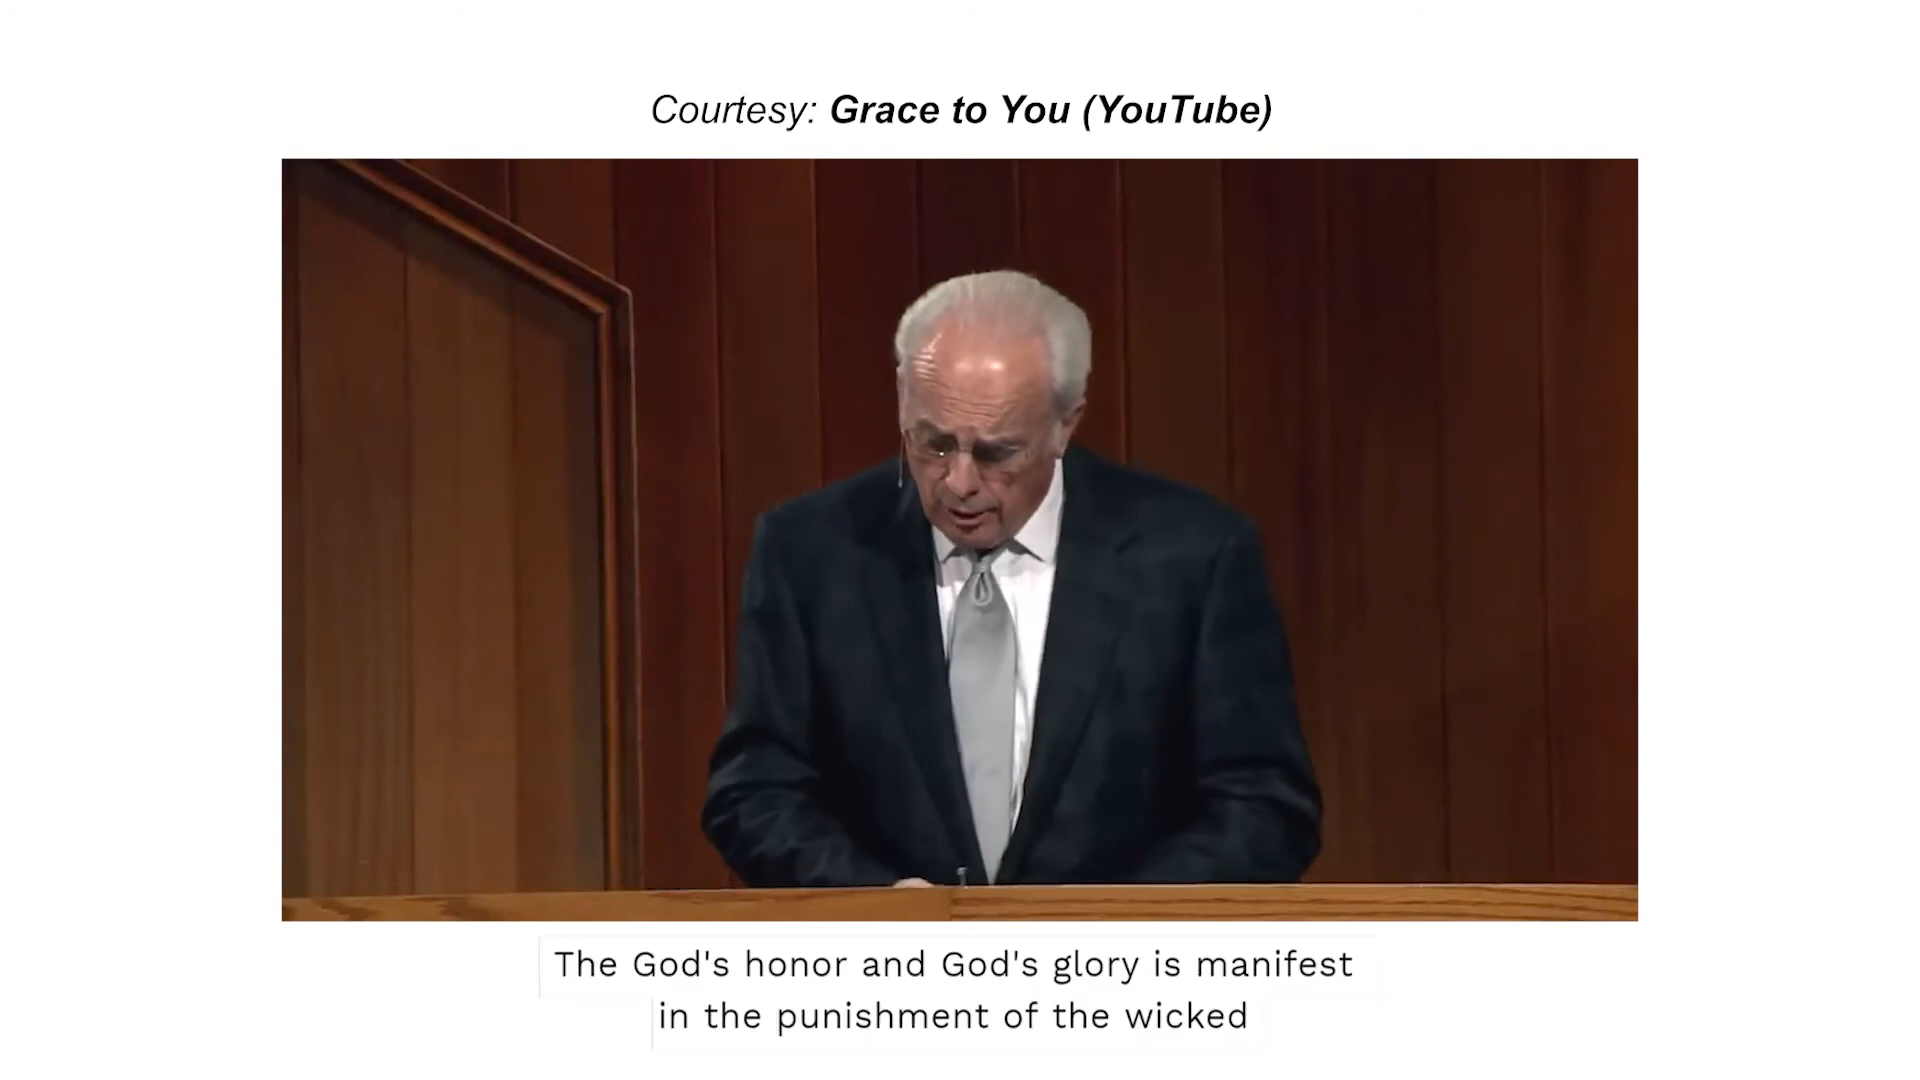 Courtesy: Grace to You (YouTube)
The God's honor and God's glory is manifest
in the punishment of the wicked